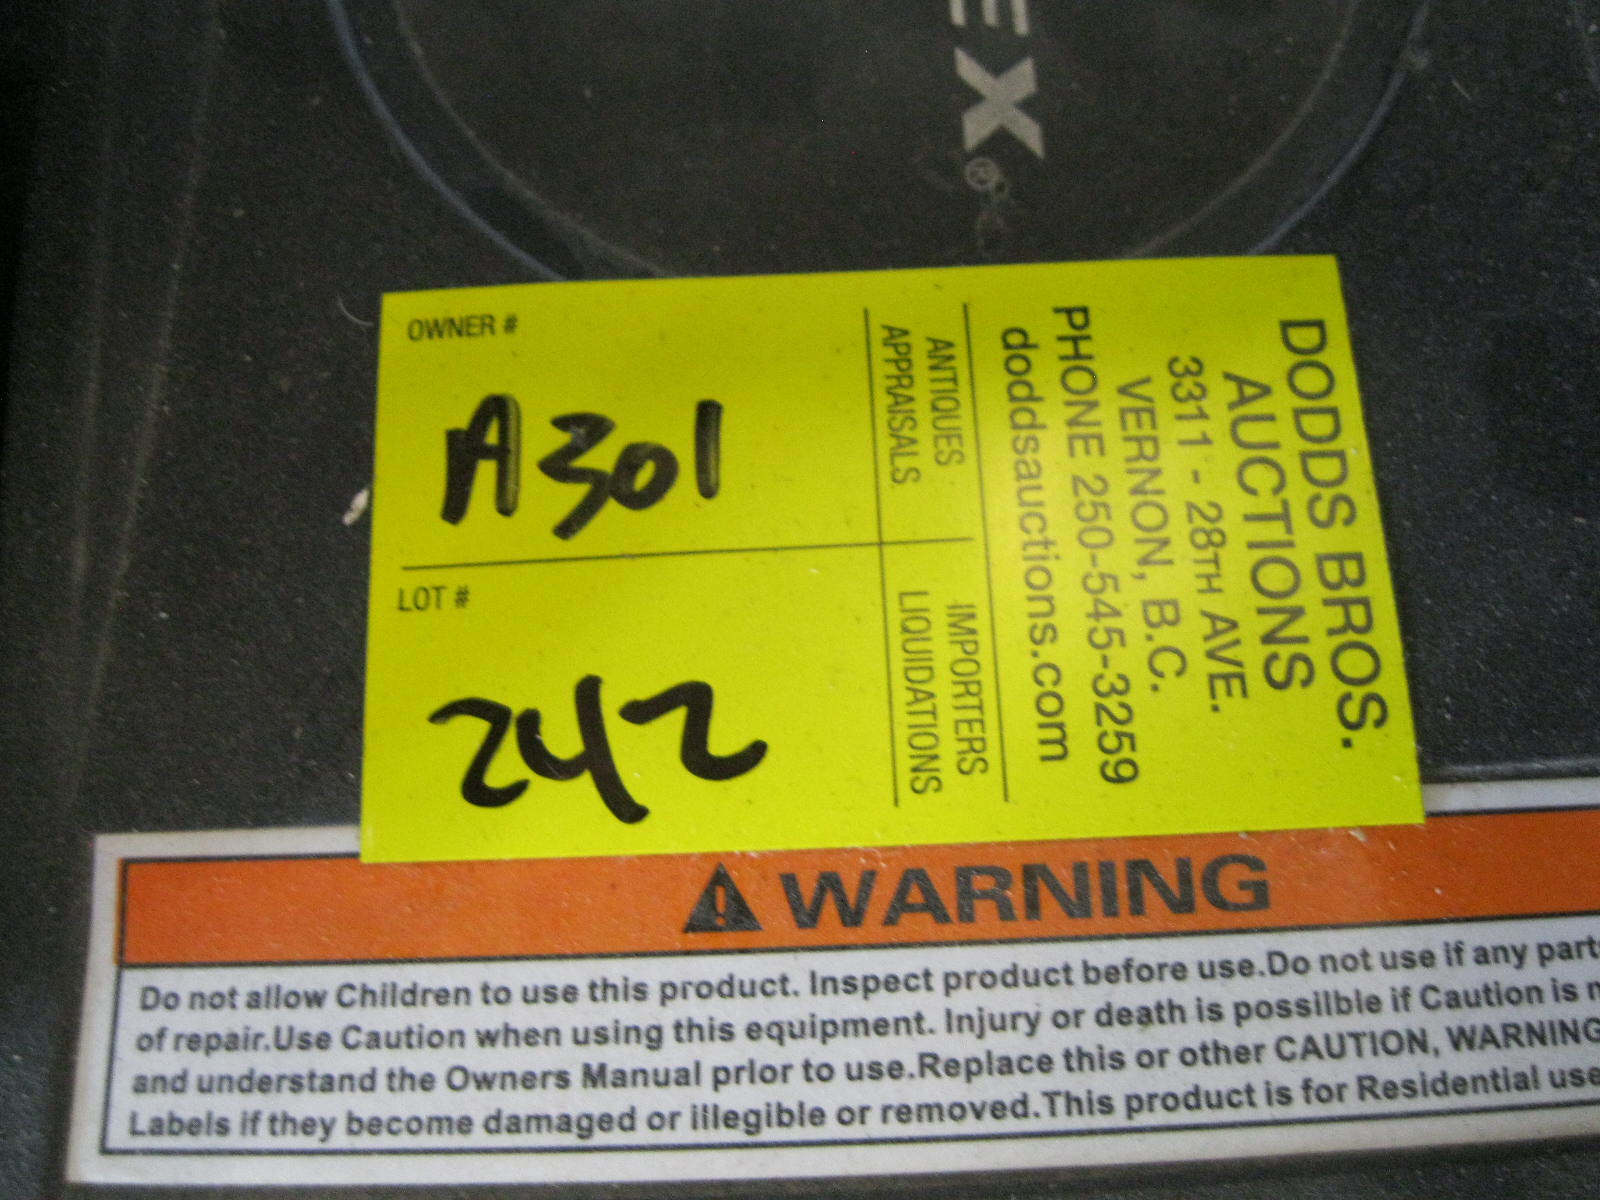 EX®
OWNER #
A301
LOT #
242
DODDS BROS.
AUCTIONS
3311 - 28TH AVE.
VERNON, B.C.
PHONE 250-545-3259
doddsauctions.com
ANTIQUES
APPRAISALS
IMPORTERS
LIQUIDATIONS
WARNING
Do not allow Children to use this product. Inspect product before use.Do not use if any part
of repair.Use Caution when using this equipment. Injury or death is possilble if Caution is
and understand the Owners Manual prior to use.Replace this or other CAUTION, WARNING
Labels if they become damaged or illegible or removed.This product is for Residential use